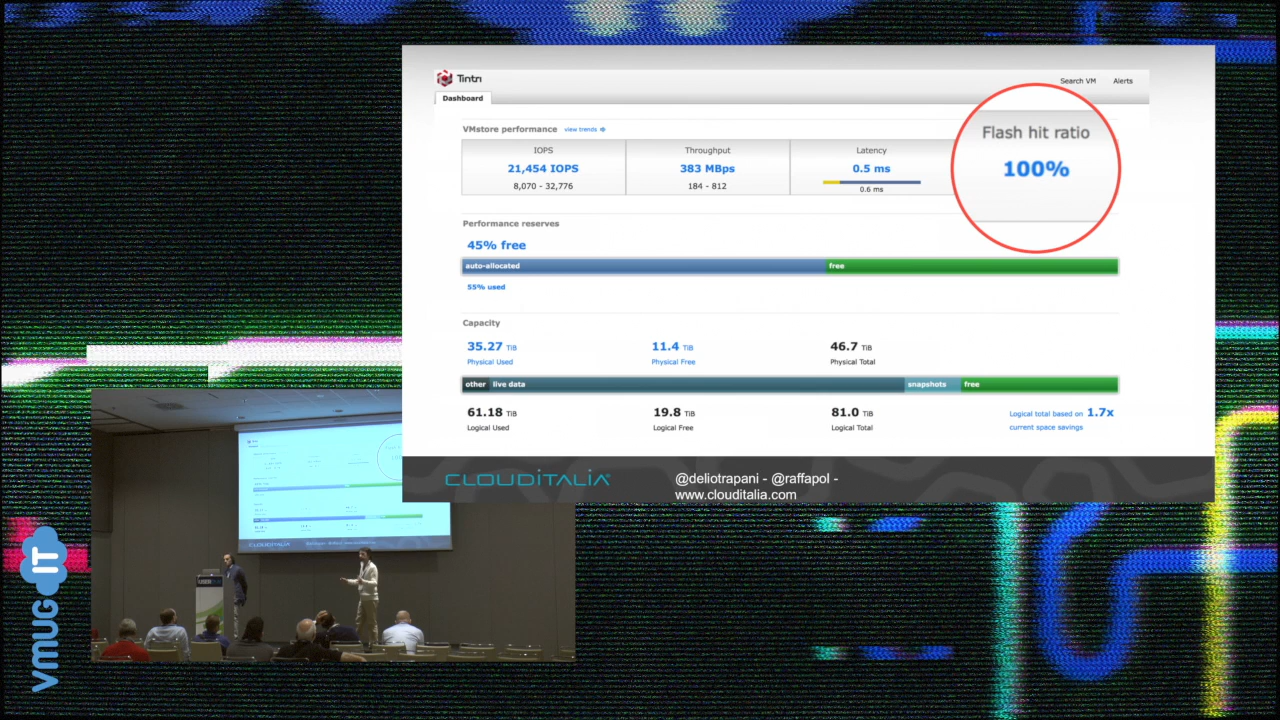 Tintri
Search VM Alerts
Dashboard
VMstore performance view trends
IOPS
21,454 IOPS
8,070 - 32,776
Throughput
383 MBps
184 - 812
Latency
0.5 ms
0.6 ms
Flash hit ratio
100%
Performance reserves
45% free
auto-allocated free
55% used
Capacity
35.27 TiB
Physical Used
11.4 TiB
Physical Free
46.7 TiB
Physical Total
other live data snapshots free
61.18 TiB
Logical Used
19.8 TiB
Logical Free
81.0 TiB
Logical Total
Logical total based on 1.7x
current space savings
CLOUDITALIA
@deliotrapani - @raffapol -
www.clouditalia.com
CLOUDITALIA
USER
vmugIT